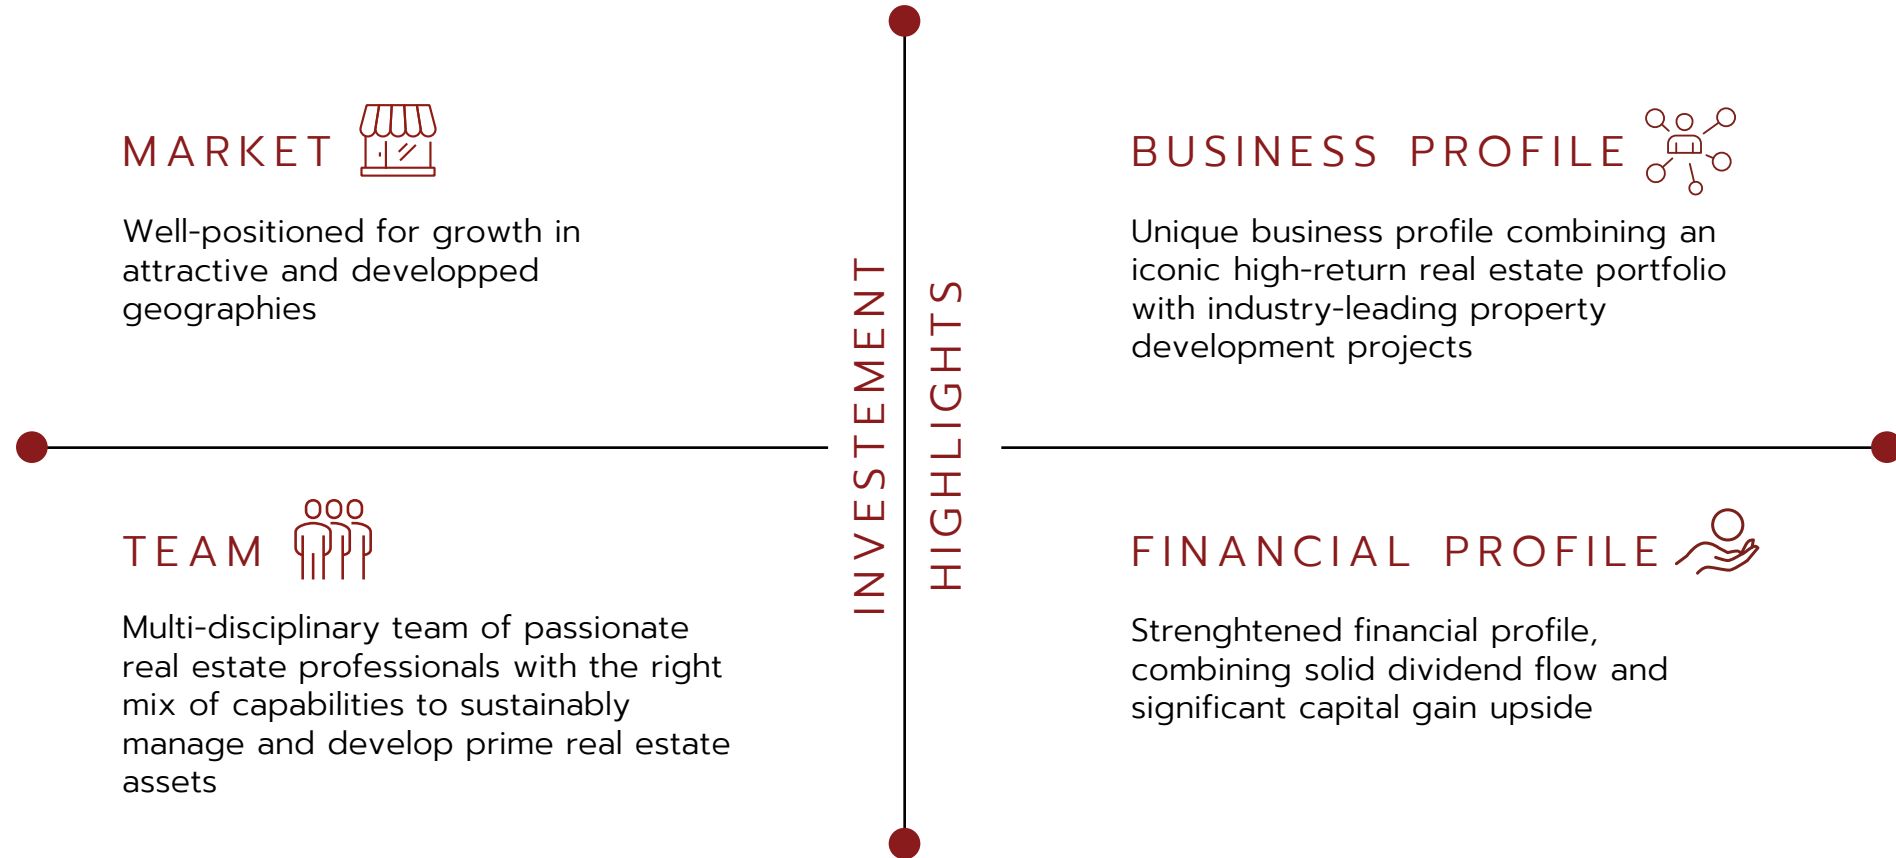 MARKET
Well-positioned for growth in
attractive and developped
geographies
BUSINESS PROFILE
Unique business profile combining an
iconic high-return real estate portfolio
with industry-leading property
development projects
INVESTEMENT
HIGHLIGHTS
TEAM
Multi-disciplinary team of passionate
real estate professionals with the right
mix of capabilities to sustainably
manage and develop prime real estate
assets
FINANCIAL PROFILE
Strenghtened financial profile,
combining solid dividend flow and
significant capital gain upside